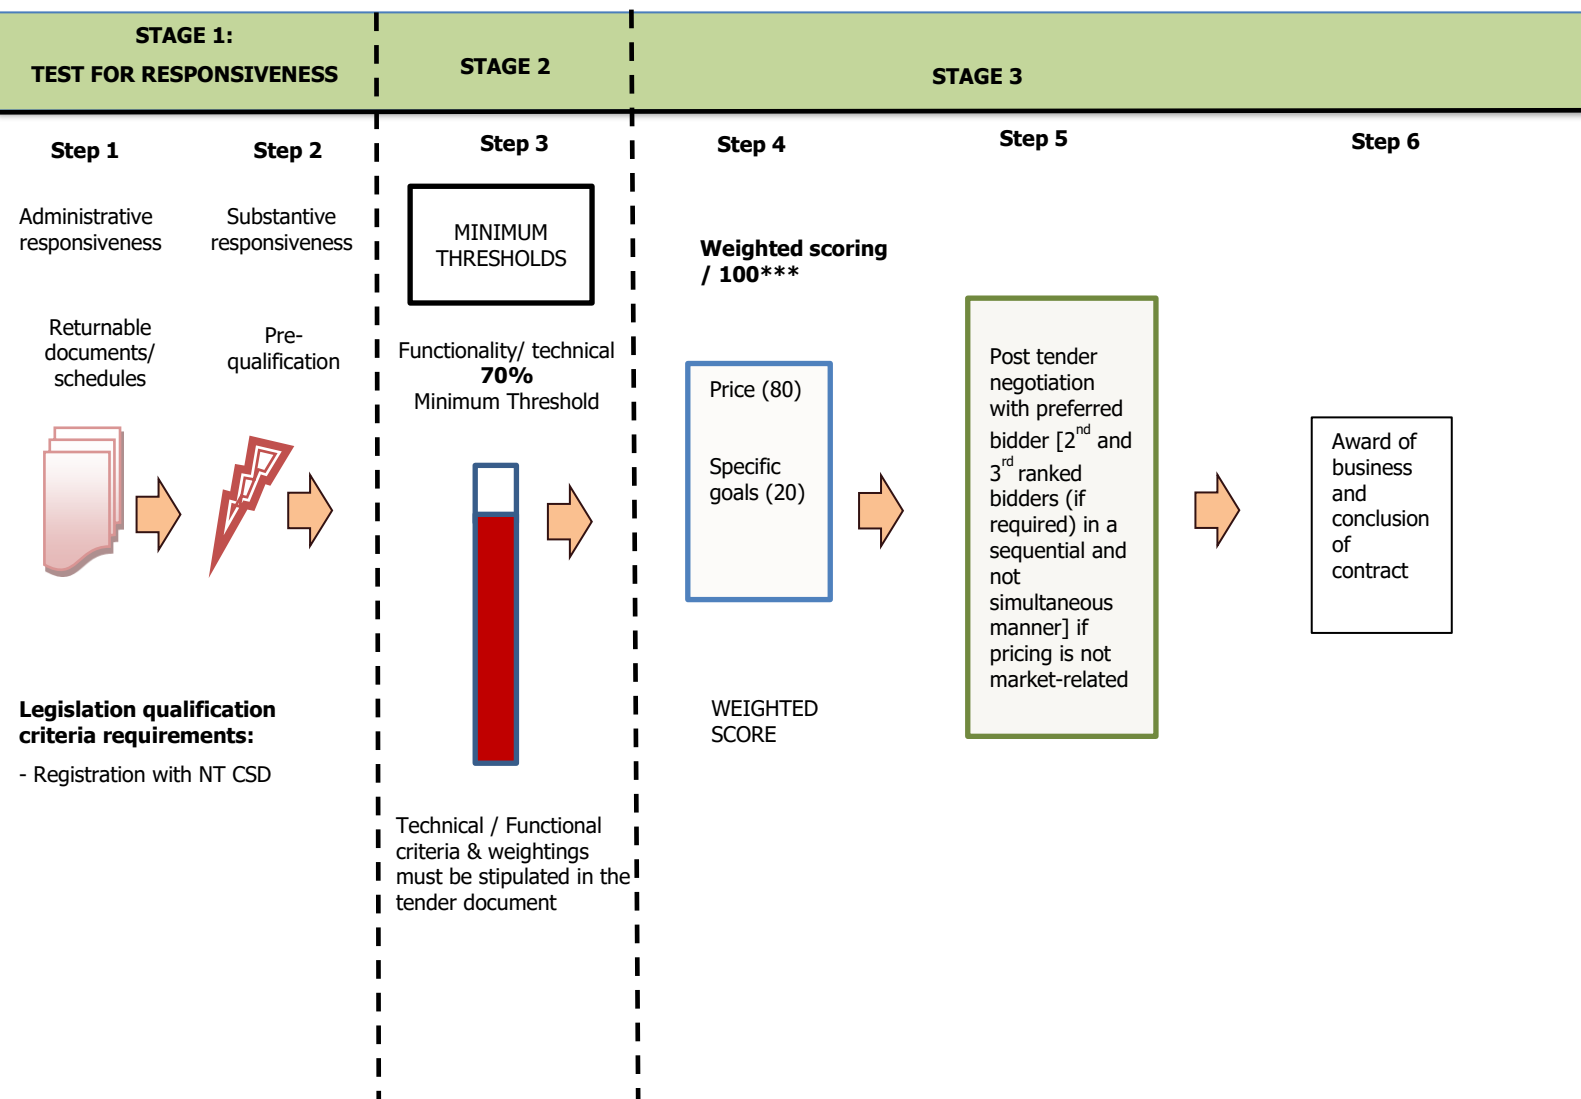 STAGE 1:
TEST FOR RESPONSIVENESS
STAGE 2
STAGE 3
Step 1
Step 2
Step 3
Step 4
Step 5
Step 6
Administrative
responsiveness
Substantive
responsiveness
MINIMUM
THRESHOLDS
Weighted scoring
/ 100***
Returnable
documents/
schedules
Pre-
qualification
Functionality/ technical
70%
Minimum Threshold
Price (80)
Specific
goals (20)
Post tender
negotiation
with preferred
bidder [2nd and
3rd ranked
bidders (if
required) in a
sequential and
not
simultaneous
manner] if
pricing is not
market-related
Award of
business
and
conclusion
of
contract
Legislation qualification
criteria requirements:
- Registration with NT CSD
WEIGHTED
SCORE
Technical / Functional
criteria & weightings
must be stipulated in the
tender document